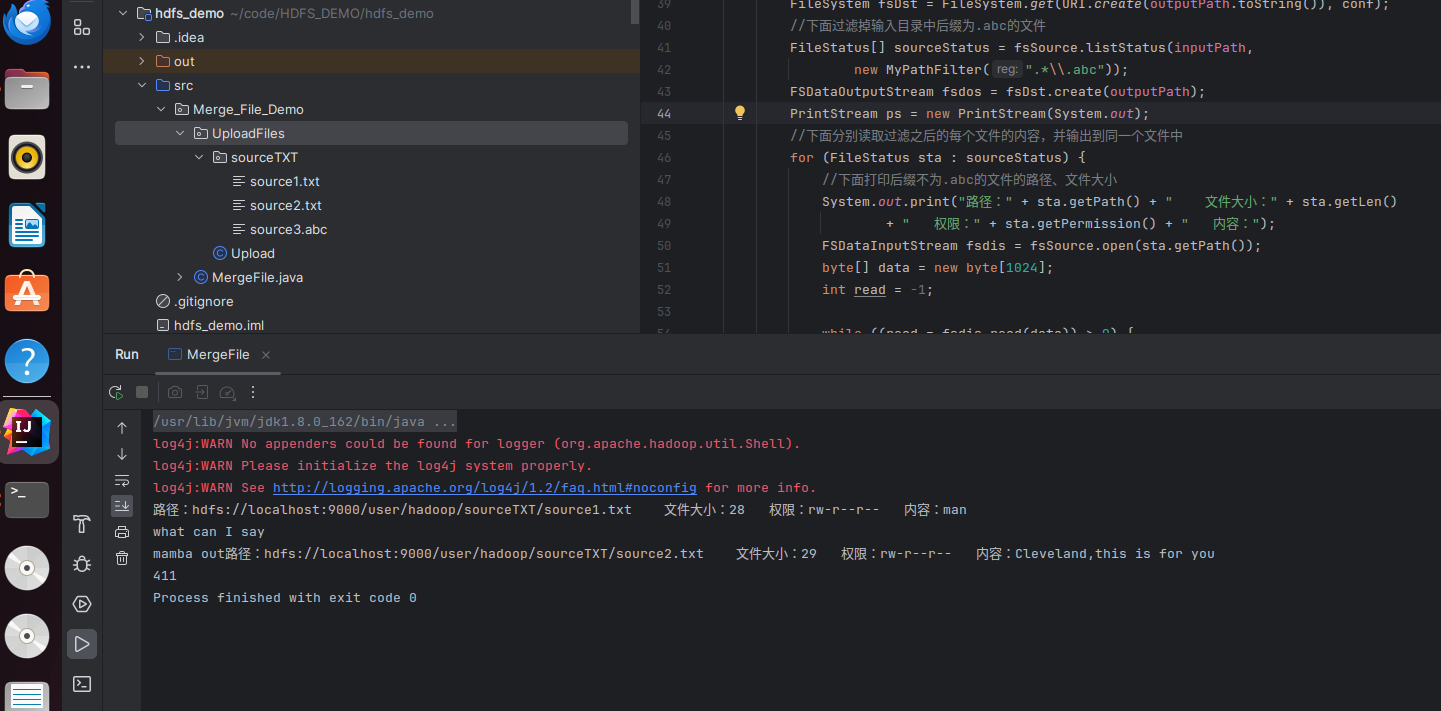 hdfs_demo ~/code/HDFS_DEMO/hdfs_demo
.idea
out
src
Merge_File_Demo
UploadFiles
sourceTXT
source1.txt
source2.txt
source3.abc
Upload
MergeFile.java
.gitignore
hdfs_demo.iml
39 FileSystem fsDst = FileSystem.get(URI.create(outputPath.toString()), conf);
40 //下面过滤掉输入目录中后缀为.abc的文件
41 FileStatus[] sourceStatus = fsSource.listStatus(inputPath,
42 new MyPathFilter( reg: ".*\\.abc"));
43 FSDataOutputStream fsdos = fsDst.create(outputPath);
44 PrintStream ps = new PrintStream(System.out);
45 //下面分别读取过滤之后的每个文件的内容，并输出到同一个文件中
46 for (FileStatus sta : sourceStatus) {
47 //下面打印后缀不为.abc的文件的路径、文件大小
48 System.out.print("路径：" + sta.getPath() + "    文件大小：" + sta.getLen()
49 + "   权限：" + sta.getPermission() + "   内容：");
50 FSDataInputStream fsdis = fsSource.open(sta.getPath());
51 byte[] data = new byte[1024];
52 int read = -1;
53
54 while ((read = fsdis.read(data)) > 0) {
Run MergeFile
/usr/lib/jvm/jdk1.8.0_162/bin/java ...
log4j:WARN No appenders could be found for logger (org.apache.hadoop.util.Shell).
log4j:WARN Please initialize the log4j system properly.
log4j:WARN See http://logging.apache.org/log4j/1.2/faq.html#noconfig for more info.
路径：hdfs://localhost:9000/user/hadoop/sourceTXT/source1.txt    文件大小：28   权限：rw-r--r--   内容：man
what can I say
mamba out路径：hdfs://localhost:9000/user/hadoop/sourceTXT/source2.txt    文件大小：29   权限：rw-r--r--   内容：Cleveland,this is for you
411
Process finished with exit code 0